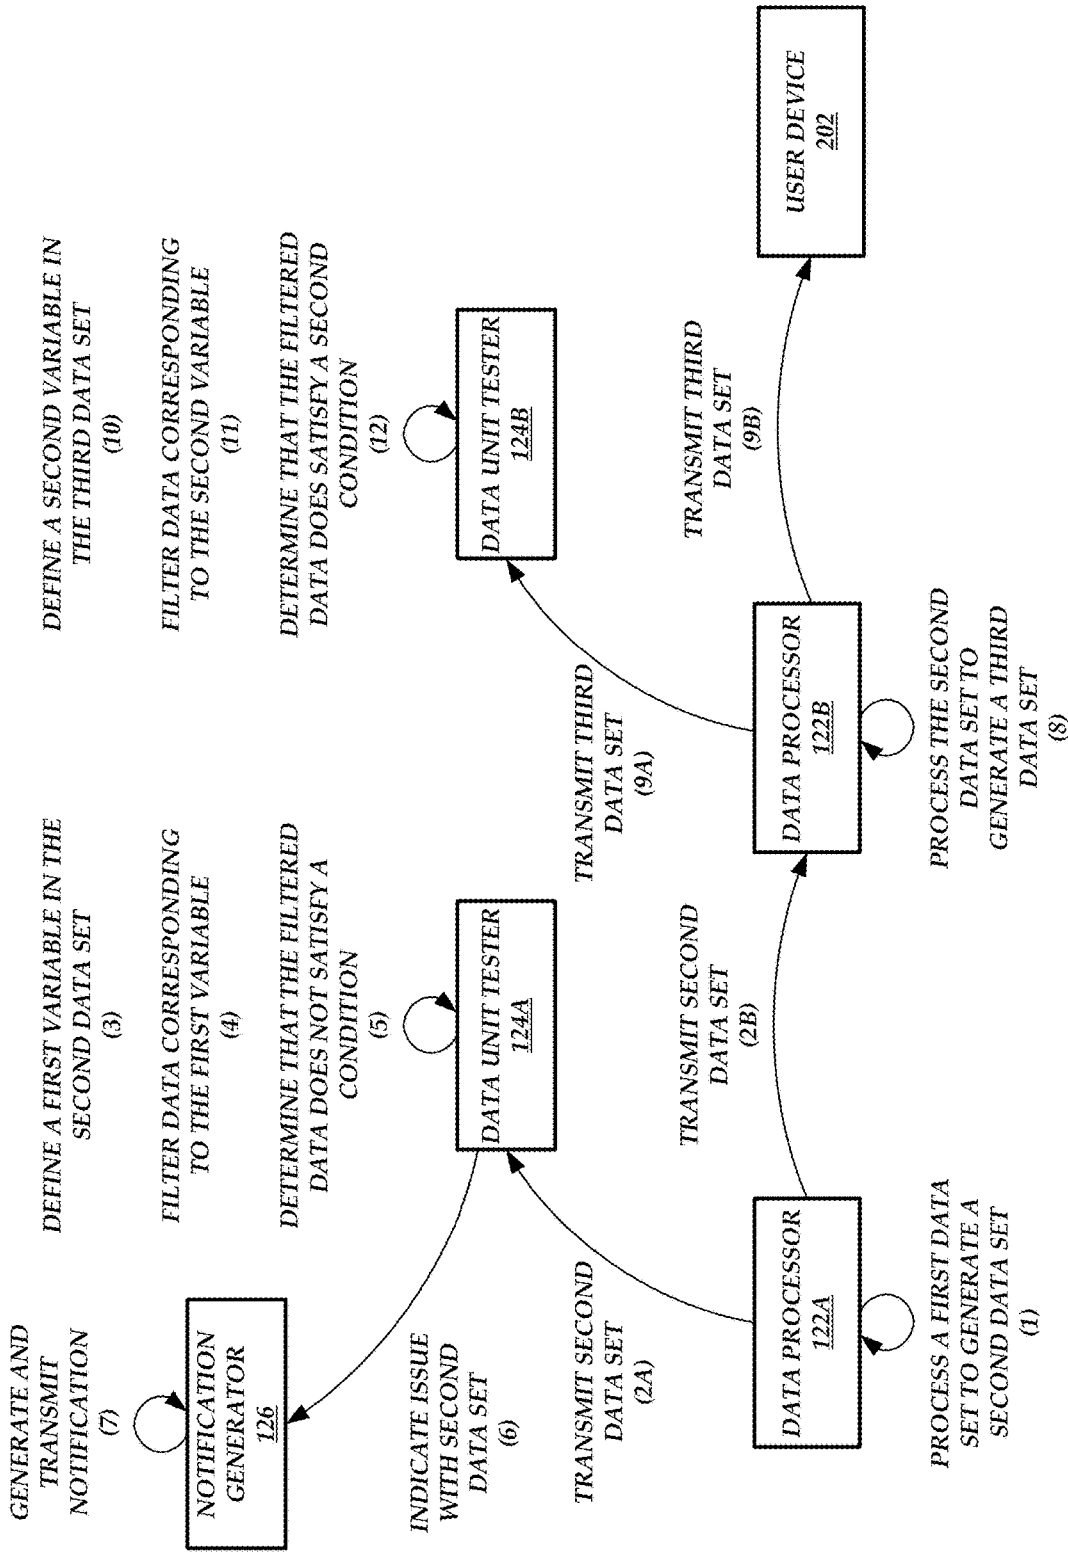 GENERATE AND
TRANSMIT
NOTIFICATION
(7)
NOTIFICATION
GENERATOR
126
INDICATE ISSUE
WITH SECOND
DATA SET
(6)
DEFINE A FIRST VARIABLE IN THE
SECOND DATA SET
(3)
FILTER DATA CORRESPONDING
TO THE FIRST VARIABLE
(4)
DETERMINE THAT THE FILTERED
DATA DOES NOT SATISFY A
CONDITION
(5)
DATA UNIT TESTER
124A
DEFINE A SECOND VARIABLE IN
THE THIRD DATA SET
(10)
FILTER DATA CORRESPONDING
TO THE SECOND VARIABLE
(11)
DETERMINE THAT THE FILTERED
DATA DOES SATISFY A SECOND
CONDITION
(12)
DATA UNIT TESTER
124B
TRANSMIT SECOND
DATA SET
(2A)
TRANSMIT THIRD
DATA SET
(9A)
TRANSMIT SECOND
DATA SET
(2B)
TRANSMIT THIRD
DATA SET
(9B)
DATA PROCESSOR
122A
DATA PROCESSOR
122B
USER DEVICE
202
PROCESS A FIRST DATA
SET TO GENERATE A
SECOND DATA SET
(1)
PROCESS THE SECOND
DATA SET TO
GENERATE A THIRD
DATA SET
(8)